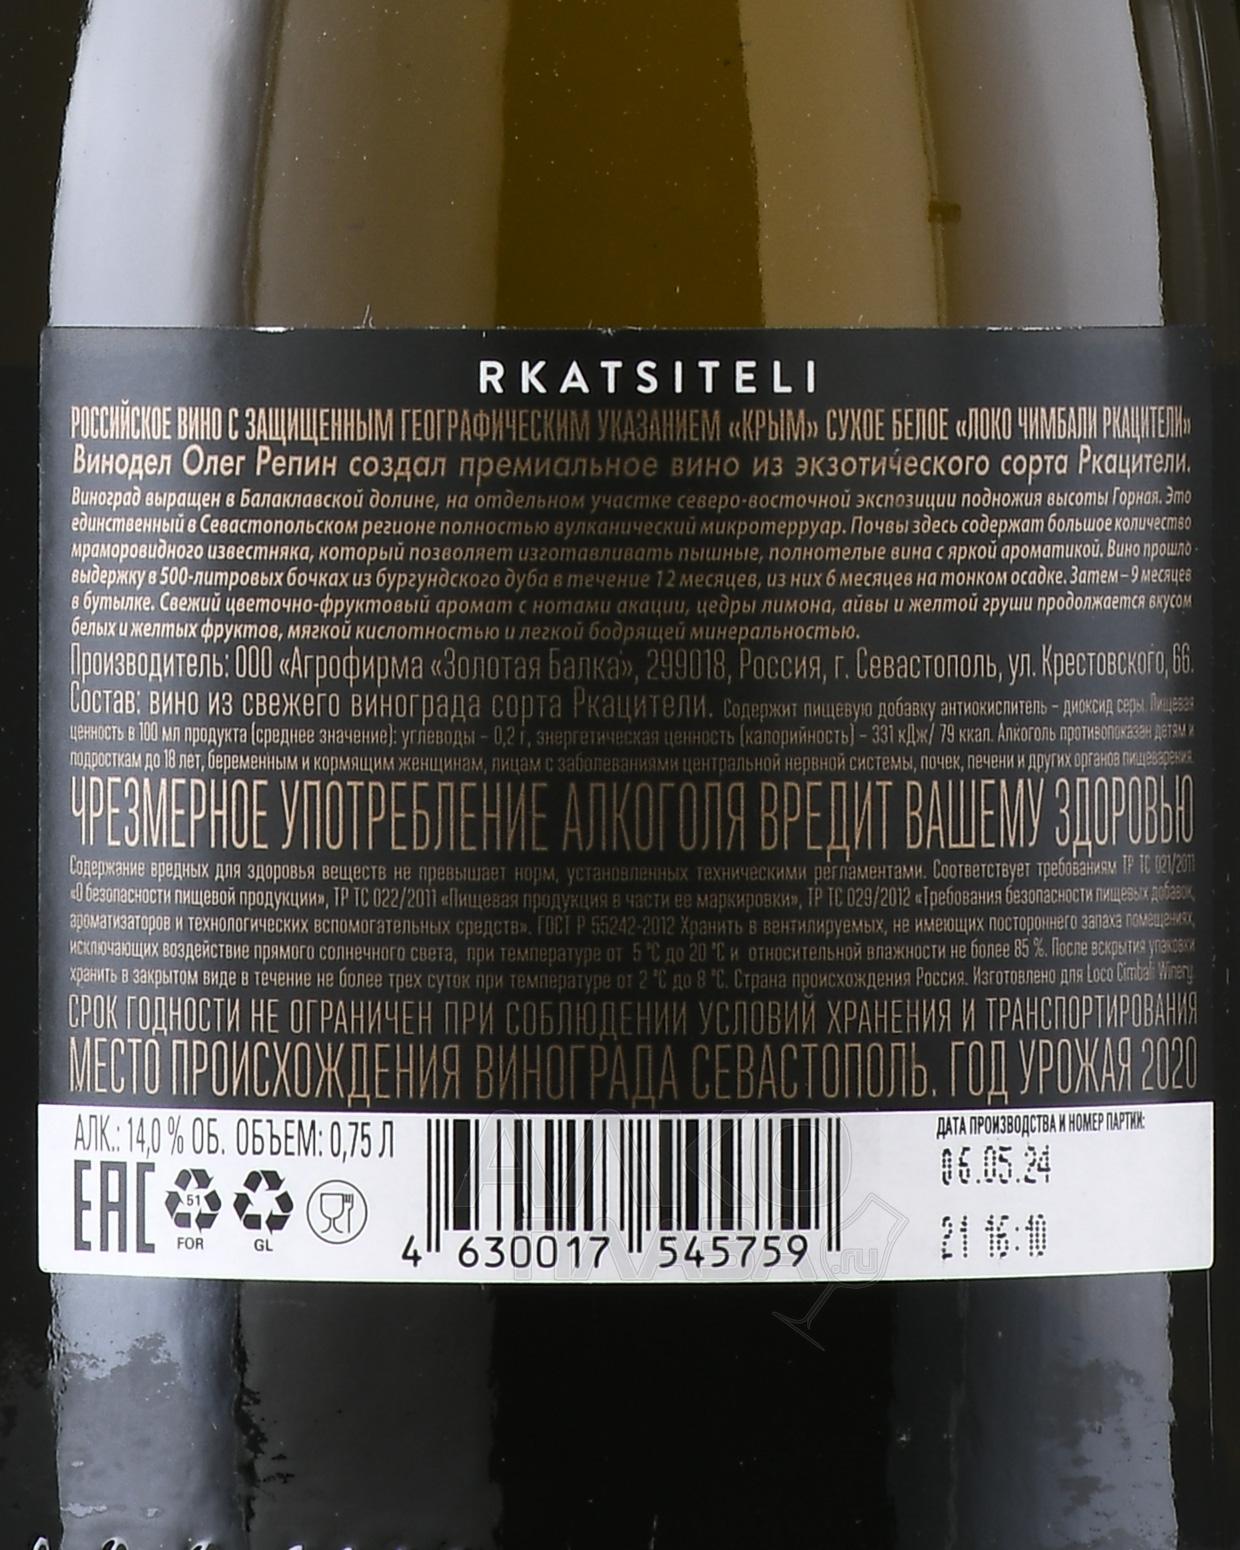 RKATSITELI
РОССИЙСКОЕ ВИНО С ЗАЩИЩЕННЫМ ГЕОГРАФИЧЕСКИМ УКАЗАНИЕМ «КРЫМ» СУХОЕ БЕЛОЕ «ЛОКО ЧИМБАЛИ РКАЦИТЕЛИ»
Винодел Олег Репин создал премиальное вино из экзотического сорта Ркацители.
Виноград выращен в Балаклавской долине, на отдельном участке северо-восточной экспозиции подножия высоты Горная. Это
единственный в Севастопольском регионе полностью вулканический микротерруар. Почвы здесь содержат большое количество
мраморовидного известняка, который позволяет изготавливать пышные, полнотелые вина с яркой ароматикой. Вино прошло
выдержку в 500-литровых бочках из бургундского дуба в течение 12 месяцев, из них 6 месяцев на тонком осадке. Затем – 9 месяцев
в бутылке. Свежий цветочно-фруктовый аромат с нотами акации, цедры лимона, айвы и желтой груши продолжается вкусом
белых и желтых фруктов, мягкой кислотностью и легкой бодрящей минеральностью.
Производитель: ООО «Агрофирма «Золотая Балка», 299018, Россия, г. Севастополь, ул. Крестовского, 66.
Состав: вино из свежего винограда сорта Ркацители. Содержит пищевую добавку антиокислитель – диоксид серы. Пищевая
ценность в 100 мл продукта (среднее значение): углеводы – 0,2 г, энергетическая ценность (калорийность) – 331 кДж/ 79 ккал. Алкоголь противопоказан детям и
подросткам до 18 лет, беременным и кормящим женщинам, лицам с заболеваниями центральной нервной системы, почек, печени и других органов пищеварения.
ЧРЕЗМЕРНОЕ УПОТРЕБЛЕНИЕ АЛКОГОЛЯ ВРЕДИТ ВАШЕМУ ЗДОРОВЬЮ
Содержание вредных для здоровья веществ не превышает норм, установленных техническими регламентами. Соответствует требованиям ТР ТС 021/2011
«О безопасности пищевой продукции», ТР ТС 022/2011 «Пищевая продукция в части ее маркировки», ТР ТС 029/2012 «Требования безопасности пищевых добавок,
ароматизаторов и технологических вспомогательных средств». ГОСТ Р 55242-2012 Хранить в вентилируемых, не имеющих постороннего запаха помещениях,
исключающих воздействие прямого солнечного света, при температуре от 5 °С до 20 °С и относительной влажности не более 85 %. После вскрытия упаковки
хранить в закрытом виде в течение не более трех суток при температуре от 2 °С до 8 °С. Страна происхождения Россия. Изготовлено для Loco Cimbali Winery.
СРОК ГОДНОСТИ НЕ ОГРАНИЧЕН ПРИ СОБЛЮДЕНИИ УСЛОВИЙ ХРАНЕНИЯ И ТРАНСПОРТИРОВАНИЯ
МЕСТО ПРОИСХОЖДЕНИЯ ВИНОГРАДА СЕВАСТОПОЛЬ. ГОД УРОЖАЯ 2020
АЛК.: 14,0 % ОБ. ОБЪЕМ: 0,75 Л
ДАТА ПРОИЗВОДСТВА И НОМЕР ПАРТИИ:
06.05.24
21 16:10
ЕАС
51
FOR
GL
4 630017 545759
АЛКО
ПЛАЗА
.ru